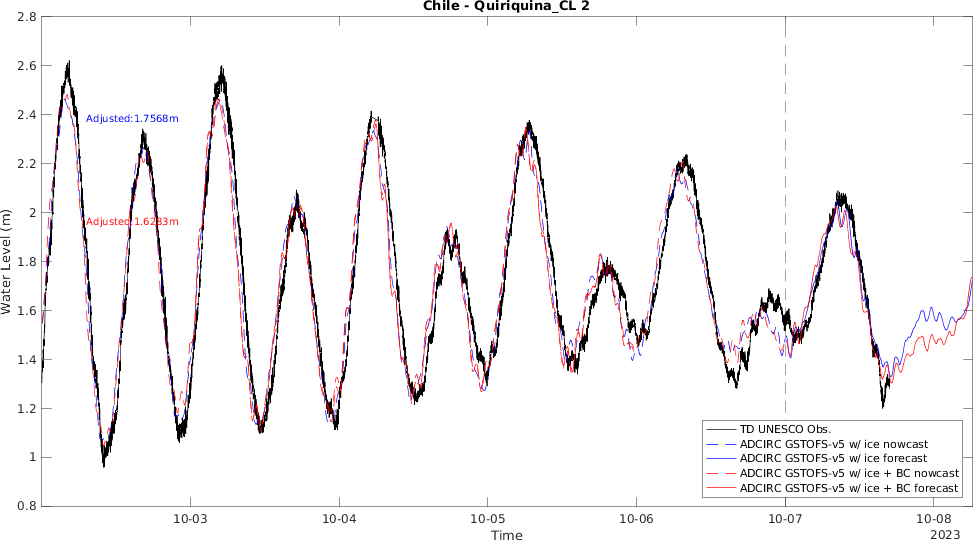 Chile - Quiriquina_CL 2
2.8
2.6
2.4
2.2
2
1.8
1.6
1.4
1.2
1
0.8
Water Level (m)
Adjusted:1.7568m
Adjusted:1.6283m
TD UNESCO Obs.
ADCIRC GSTOFS-v5 w/ ice nowcast
ADCIRC GSTOFS-v5 w/ ice forecast
ADCIRC GSTOFS-v5 w/ ice + BC nowcast
ADCIRC GSTOFS-v5 w/ ice + BC forecast
10-03
10-04
10-05
10-06
10-07
10-08
Time
2023